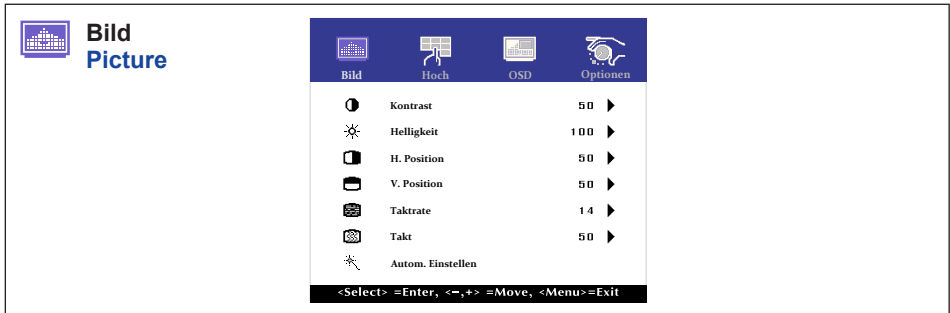 Bild
Picture
Bild Hoch OSD Optionen
Kontrast 50
Helligkeit 100
H. Position 50
V. Position 50
Taktrate 14
Takt 50
Autom. Einstellen
<Select> =Enter, <−,+> =Move, <Menu>=Exit